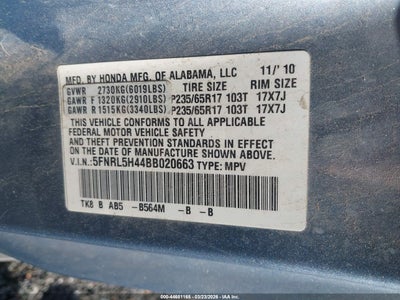 MFD. BY HONDA MFG. OF ALABAMA, LLC 11/'10
GVWR 2730KG(6019LBS) TIRE SIZE RIM SIZE
GAWR F 1320KG(2910LBS) P235/65R17 103T 17X7J
GAWR R 1515KG(3340LBS) P235/65R17 103T 17X7J
THIS VEHICLE CONFORMS TO ALL APPLICABLE
FEDERAL MOTOR VEHICLE SAFETY, BUMPER,
AND THEFT PREVENTION STANDARDS IN EFFECT
ON THE DATE OF MANUFACTURE SHOWN ABOVE.
V.I.N.:5FNRL5H44BB020663 TYPE: MPV
TK8 B AB5 -B564M -B -B